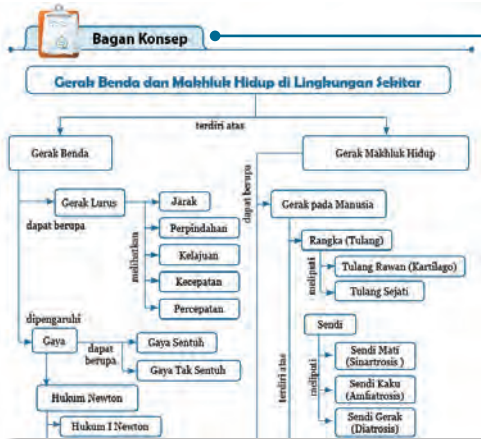 Bagan Konsep
Gerak Benda dan Makhluk Hidup di Lingkungan Sekitar
terdiri atas
Gerak Benda
Gerak Makhluk Hidup
dapat berupa
Gerak Lurus
dapat berupa
melibatkan
Jarak
Perpindahan
Kelajuan
Kecepatan
Percepatan
dipengaruhi
Gaya
dapat
berupa
Gaya Sentuh
Gaya Tak Sentuh
Hukum Newton
Hukum I Newton
Gerak pada Manusia
terdiri atas
Rangka (Tulang)
meliputi
Tulang Rawan (Kartilago)
Tulang Sejati
Sendi
meliputi
Sendi Mati
(Sinartrosis )
Sendi Kaku
(Amfiatrosis)
Sendi Gerak
(Diatrosis)